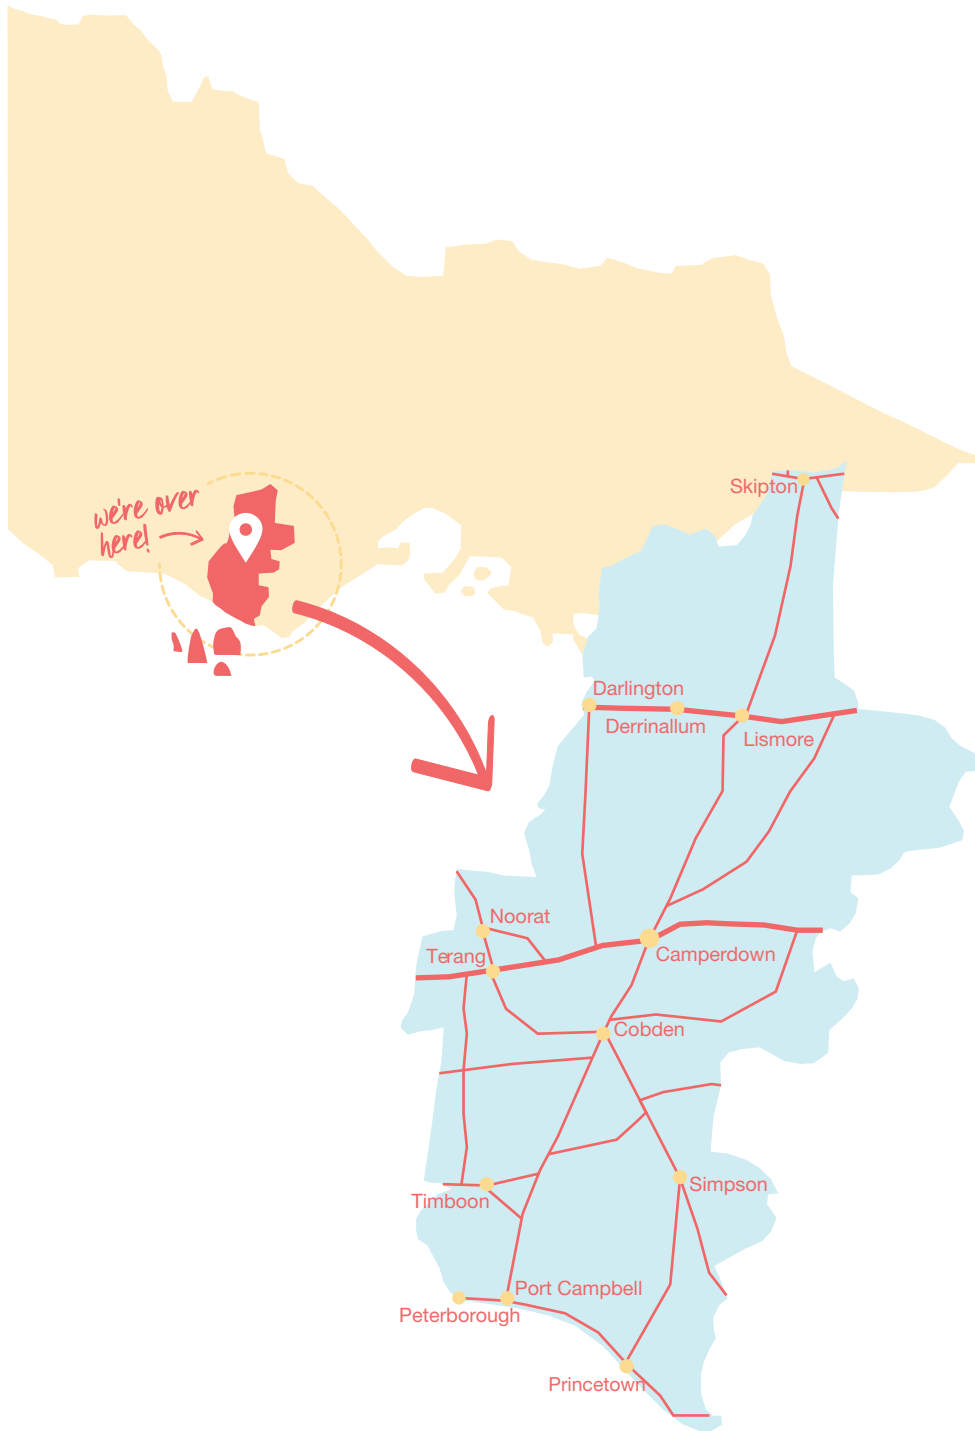 we're over
here!
Skipton
Darlington
Derrinallum
Lismore
Noorat
Terang
Camperdown
Cobden
Timboon
Simpson
Port Campbell
Peterborough
Princetown